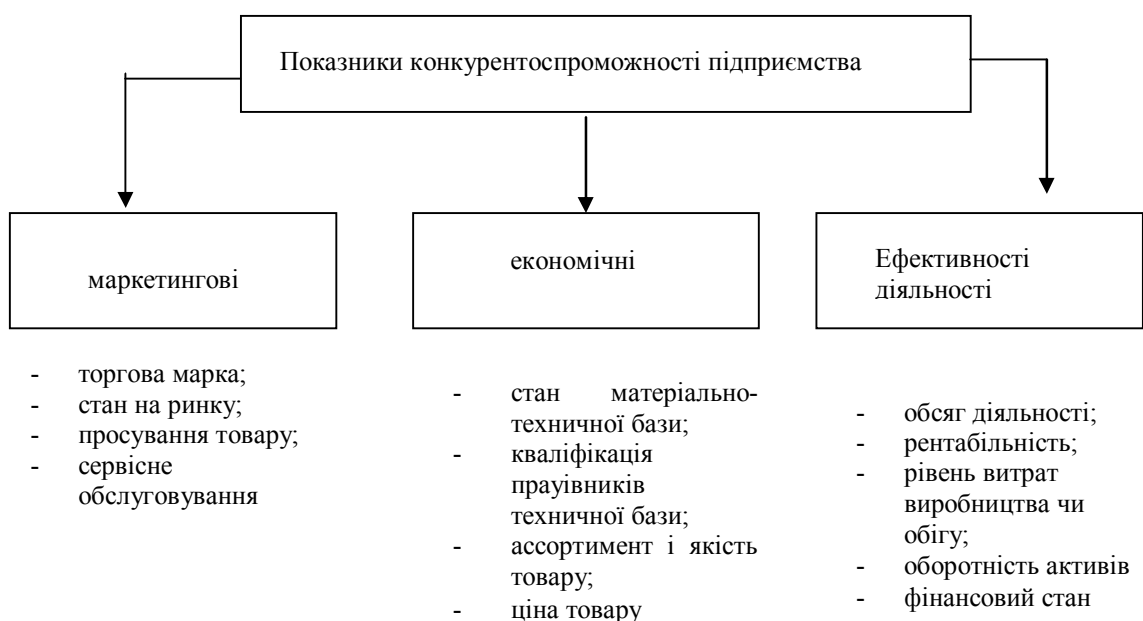 Показники конкурентоспроможності підприємства
маркетингові
економічні
Ефективності
діяльності
- торгова марка;
- стан на ринку;
- просування товару;
- сервісне
обслуговування
- стан матеріально-
техничної бази;
- кваліфікація
прауівників
техничної бази;
- ассортимент і якість
товару;
- ціна товару
- обсяг діяльності;
- рентабільність;
- рівень витрат
виробництва чи
обігу;
- оборотність активів
- фінансовий стан